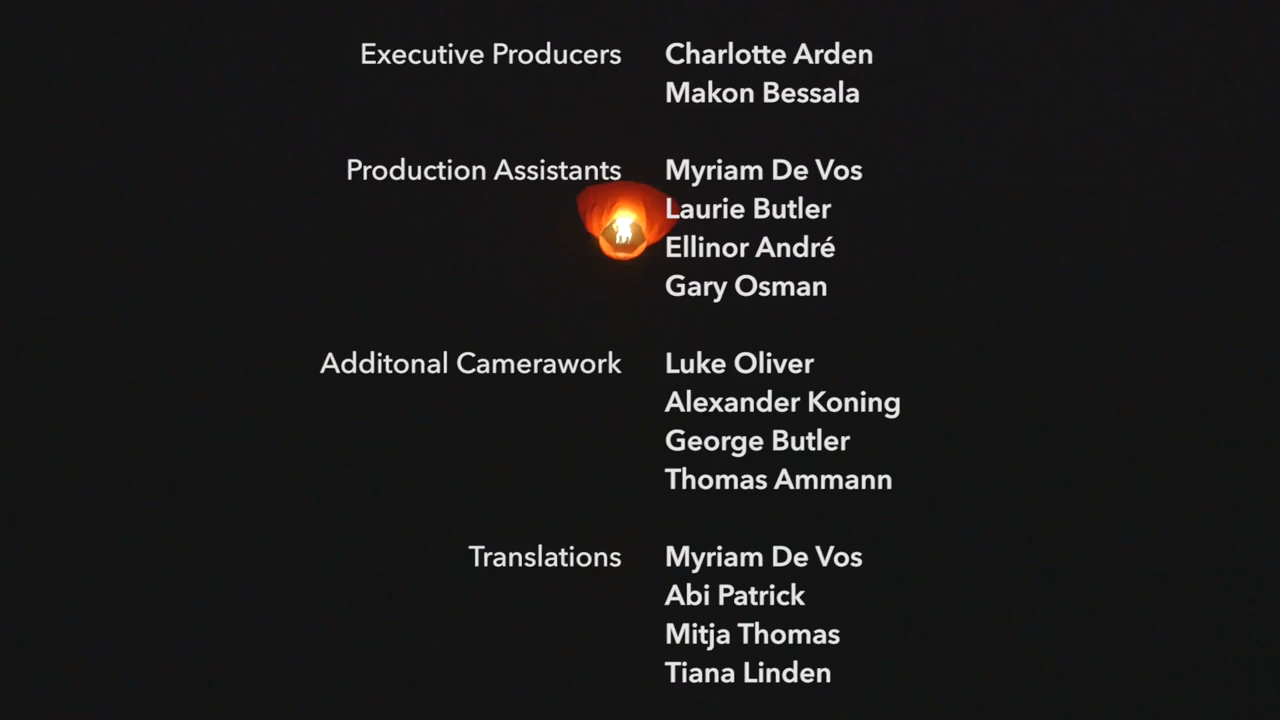 Executive Producers Charlotte Arden
Makon Bessala
Production Assistants Myriam De Vos
Laurie Butler
Ellinor André
Gary Osman
Additonal Camerawork Luke Oliver
Alexander Koning
George Butler
Thomas Ammann
Translations Myriam De Vos
Abi Patrick
Mitja Thomas
Tiana Linden